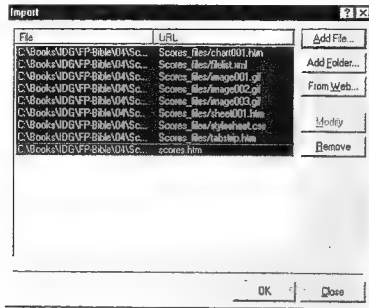 Import
File URL
C:\Books\IDG\FP-Bible\04\Sc... Scores_files/chart001.htm
C:\Books\IDG\FP-Bible\04\Sc... Scores_files/filelist.xml
C:\Books\IDG\FP-Bible\04\Sc... Scores_files/image001.gif
C:\Books\IDG\FP-Bible\04\Sc... Scores_files/image002.gif
C:\Books\IDG\FP-Bible\04\Sc... Scores_files/image003.gif
C:\Books\IDG\FP-Bible\04\Sc... Scores_files/sheet001.htm
C:\Books\IDG\FP-Bible\04\Sc... Scores_files/stylesheet.css
C:\Books\IDG\FP-Bible\04\Sc... Scores_files/tabstrip.htm
C:\Books\IDG\FP-Bible\04\Sc... scores.htm
Add File...
Add Folder...
From Web...
Modify
Remove
OK
Close